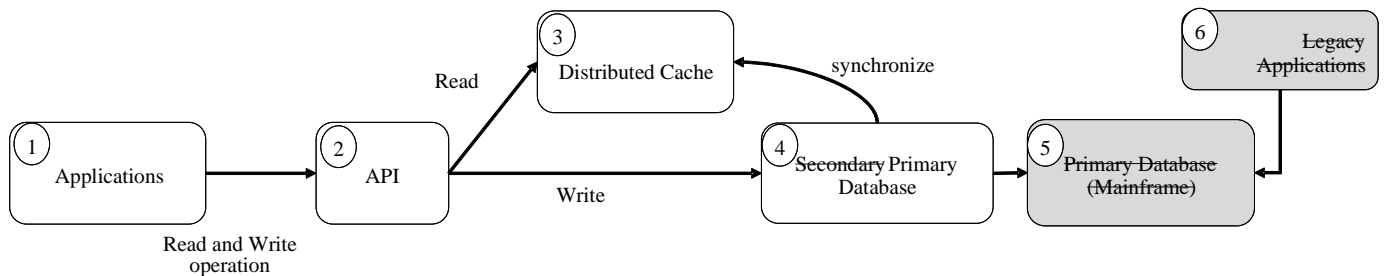 1
Applications
Read and Write
operation
2
API
Read
Write
3
Distributed Cache
synchronize
4
Secondary Primary
Database
5
Primary Database
(Mainframe)
6
Legacy
Applications